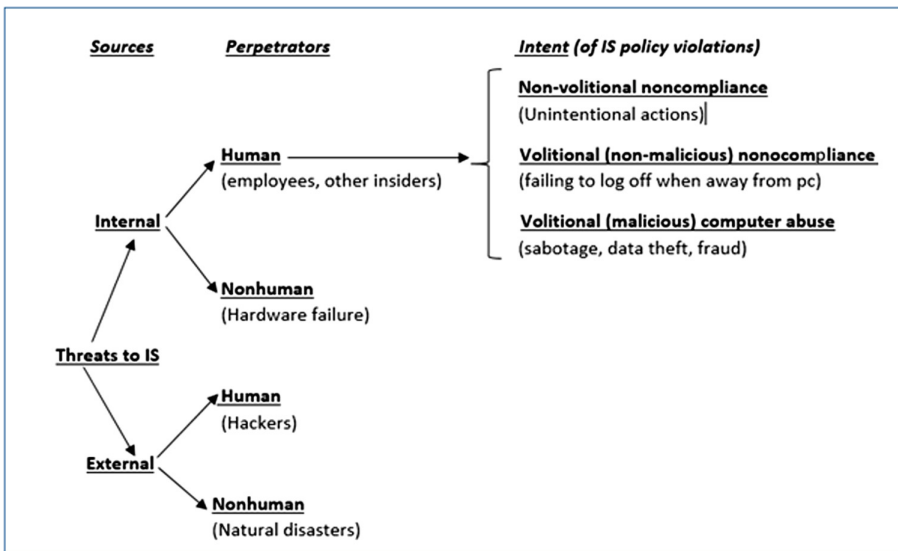 Sources Perpetrators Intent (of IS policy violations)
Non-volitional noncompliance
(Unintentional actions)
Human
(employees, other insiders)
Volitional (non-malicious) nonocompliance
(failing to log off when away from pc)
Internal
Volitional (malicious) computer abuse
(sabotage, data theft, fraud)
Nonhuman
(Hardware failure)
Threats to IS
Human
(Hackers)
External
Nonhuman
(Natural disasters)